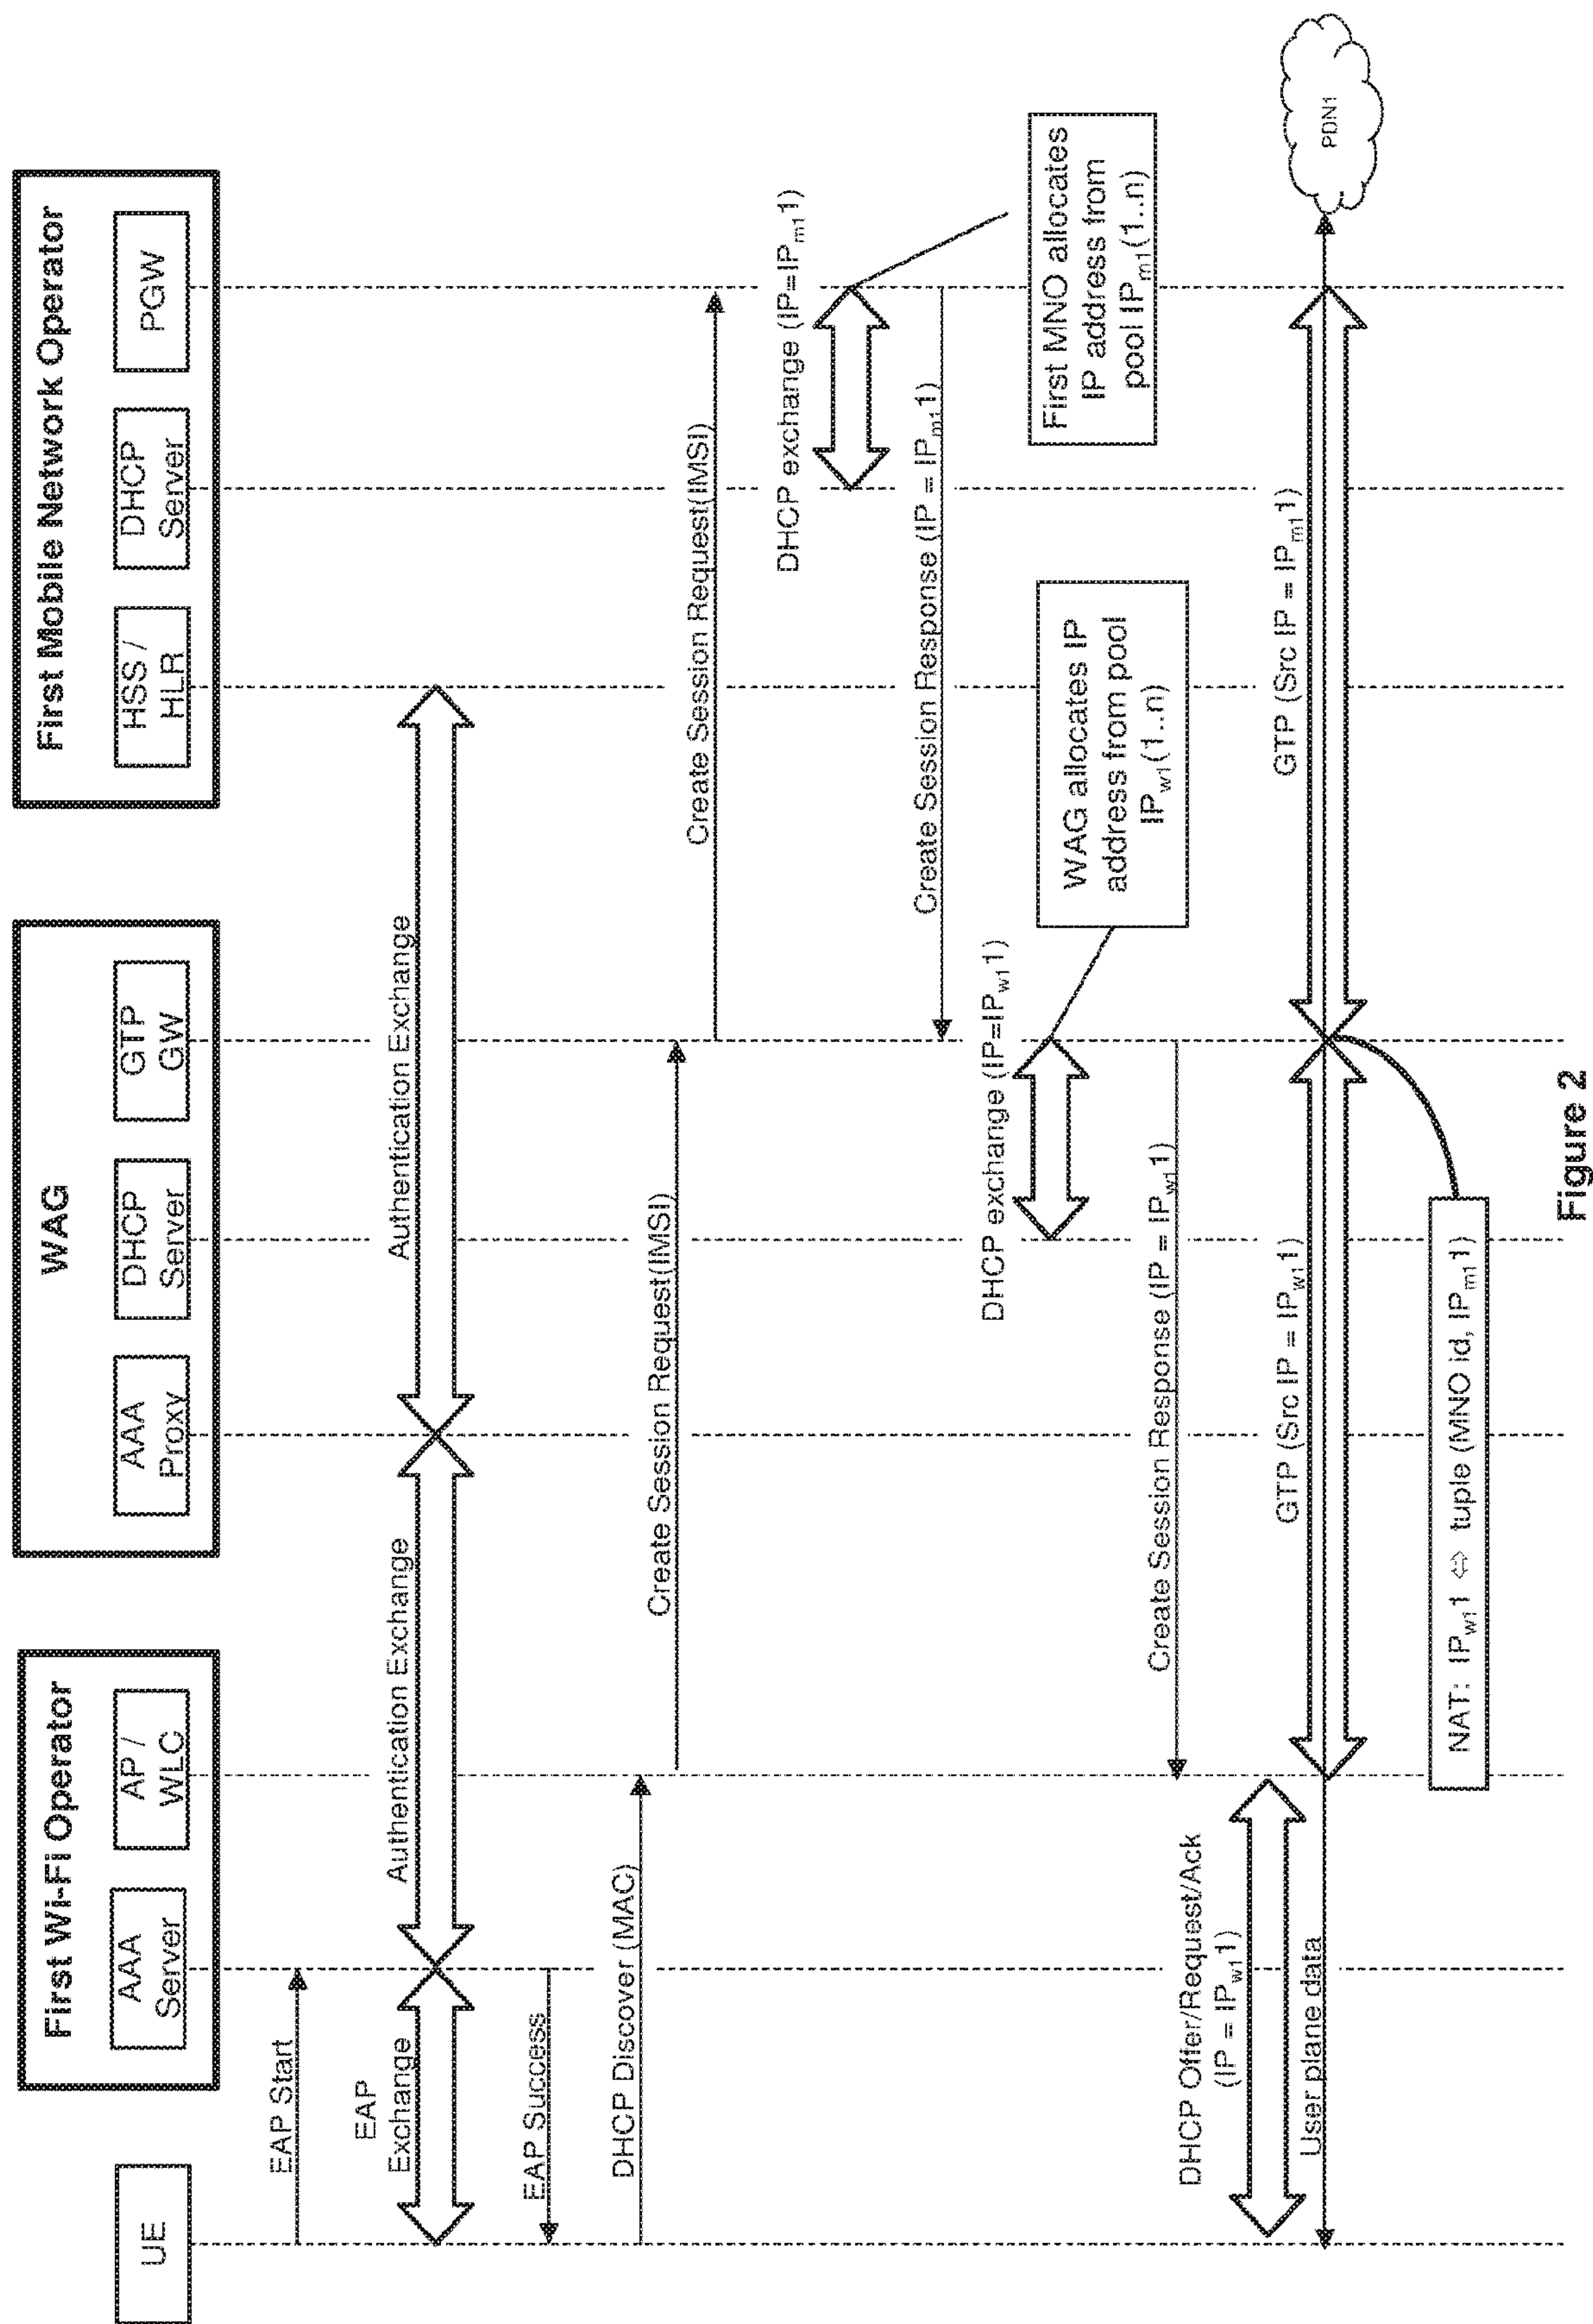 First Wi-Fi Operator
WAG
First Mobile Network Operator
UE
AAA
Server
AP /
WLC
AAA
Proxy
DHCP
Server
GTP
GW
HSS /
HLR
DHCP
Server
PGW
EAP Start
EAP
Exchange
Authentication Exchange
Authentication Exchange
EAP Success
DHCP Discover (MAC)
Create Session Request(IMSI)
Create Session Request(IMSI)
DHCP exchange (IP=IPm11)
Create Session Response (IP = IPm11)
First MNO allocates
IP address from
pool IPm1(1..n)
DHCP exchange (IP=IPw11)
WAG allocates IP
address from pool
IPw1(1..n)
Create Session Response (IP = IPw11)
DHCP Offer/Request/Ack
(IP = IPw11)
User plane data
GTP (Src IP = IPw11)
GTP (Src IP = IPm11)
PDN1
NAT: IPw11 ⇔ tuple (MNO id, IPm11)
Figure 2